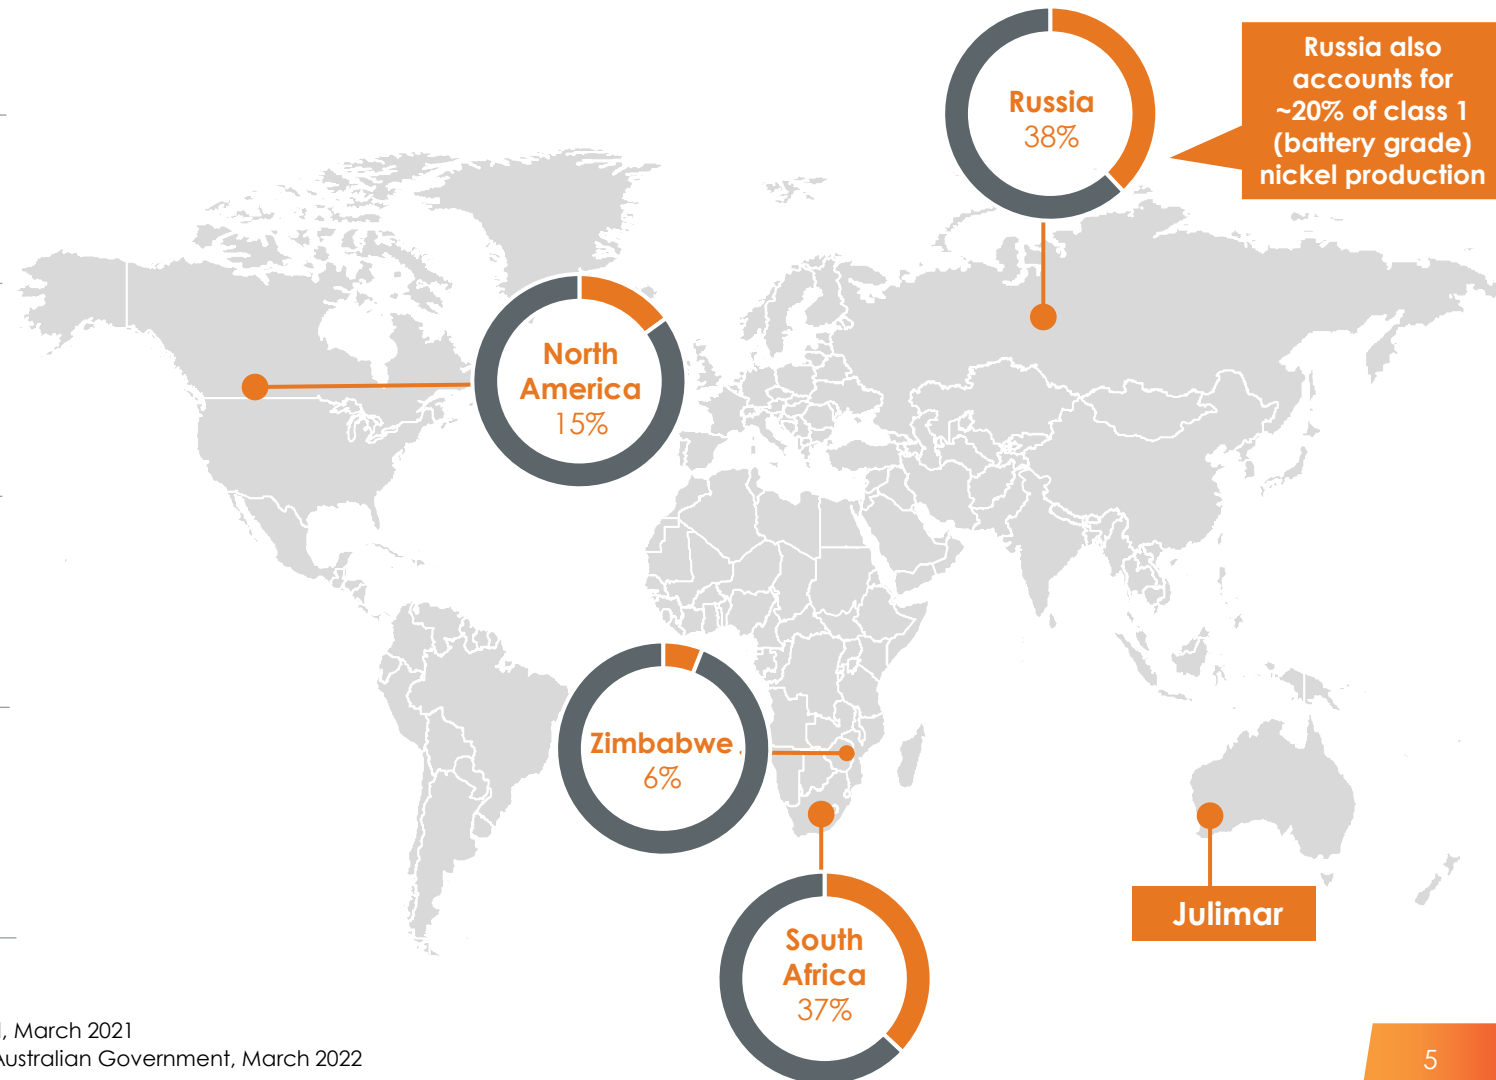 Russia
38%
Russia also
accounts for
~20% of class 1
(battery grade)
nickel production
North
America
15%
Zimbabwe
6%
South
Africa
37%
Julimar
, March 2021
Australian Government, March 2022
5